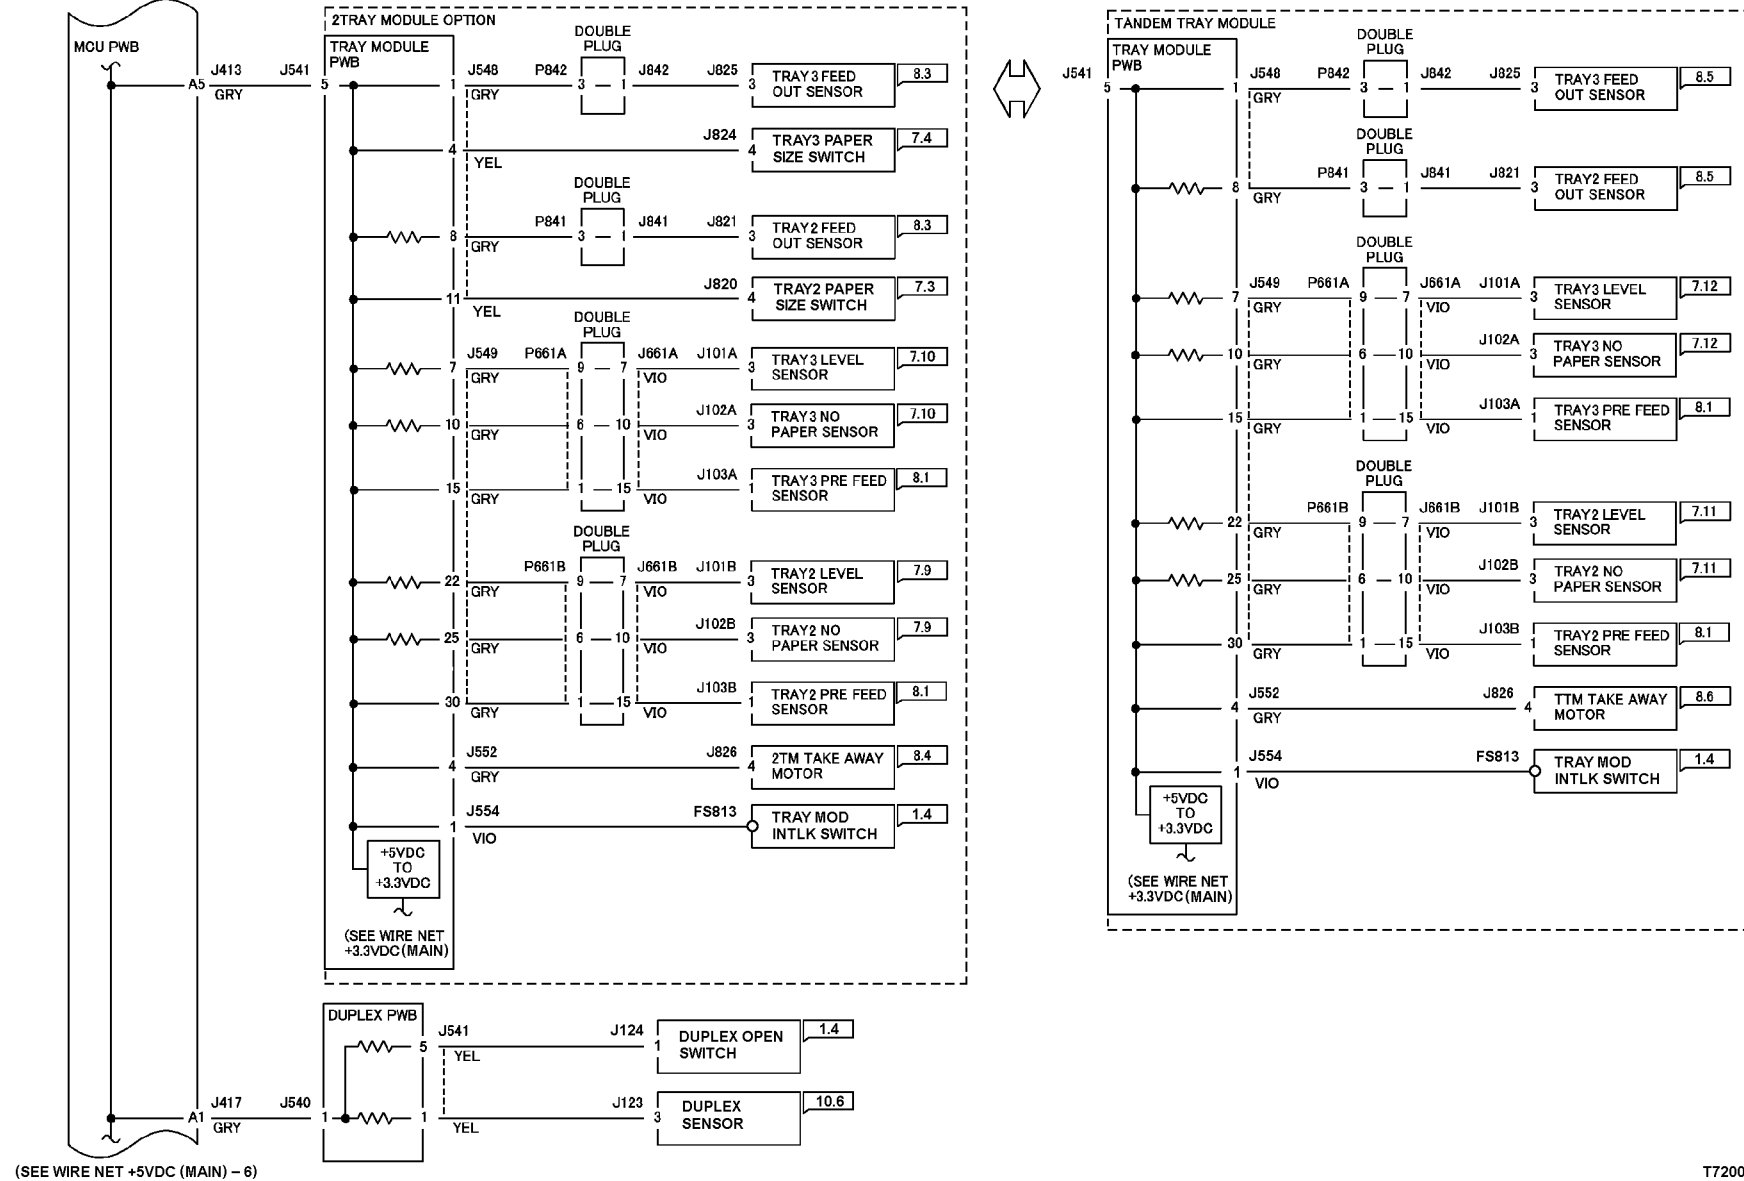 MCU PWB
A5
J413
GRY
J541
2TRAY MODULE OPTION
TRAY MODULE
PWB
5
1
J548
GRY
P842
DOUBLE
PLUG
3 — 1
J842
J825
3
TRAY3 FEED
OUT SENSOR
8.3
4
YEL
J824
4
TRAY3 PAPER
SIZE SWITCH
7.4
8
GRY
P841
DOUBLE
PLUG
3 — 1
J841
J821
3
TRAY2 FEED
OUT SENSOR
8.3
11
YEL
J820
4
TRAY2 PAPER
SIZE SWITCH
7.3
7
J549
GRY
P661A
DOUBLE
PLUG
9 — 7
J661A
VIO
J101A
3
TRAY3 LEVEL
SENSOR
7.10
10
GRY
6 — 10
VIO
J102A
3
TRAY3 NO
PAPER SENSOR
7.10
15
GRY
1 — 15
VIO
J103A
1
TRAY3 PRE FEED
SENSOR
8.1
22
GRY
P661B
DOUBLE
PLUG
9 — 7
J661B
VIO
J101B
3
TRAY2 LEVEL
SENSOR
7.9
25
GRY
6 — 10
VIO
J102B
3
TRAY2 NO
PAPER SENSOR
7.9
30
GRY
1 — 15
VIO
J103B
1
TRAY2 PRE FEED
SENSOR
8.1
4
J552
GRY
J826
4
2TM TAKE AWAY
MOTOR
8.4
1
J554
VIO
FS813
TRAY MOD
INTLK SWITCH
1.4
+5VDC
TO
+3.3VDC
(SEE WIRE NET
+3.3VDC(MAIN)
J541
TANDEM TRAY MODULE
TRAY MODULE
PWB
5
1
J548
GRY
P842
DOUBLE
PLUG
3 — 1
J842
J825
3
TRAY3 FEED
OUT SENSOR
8.5
8
GRY
P841
DOUBLE
PLUG
3 — 1
J841
J821
3
TRAY2 FEED
OUT SENSOR
8.5
7
J549
GRY
P661A
DOUBLE
PLUG
9 — 7
J661A
VIO
J101A
3
TRAY3 LEVEL
SENSOR
7.12
10
GRY
6 — 10
VIO
J102A
3
TRAY3 NO
PAPER SENSOR
7.12
15
GRY
1 — 15
VIO
J103A
1
TRAY3 PRE FEED
SENSOR
8.1
22
GRY
P661B
DOUBLE
PLUG
9 — 7
J661B
VIO
J101B
3
TRAY2 LEVEL
SENSOR
7.11
25
GRY
6 — 10
VIO
J102B
3
TRAY2 NO
PAPER SENSOR
7.11
30
GRY
1 — 15
VIO
J103B
1
TRAY2 PRE FEED
SENSOR
8.1
4
J552
GRY
J826
4
TTM TAKE AWAY
MOTOR
8.6
1
J554
VIO
FS813
TRAY MOD
INTLK SWITCH
1.4
+5VDC
TO
+3.3VDC
(SEE WIRE NET
+3.3VDC(MAIN)
DUPLEX PWB
5
J541
YEL
J124
1
DUPLEX OPEN
SWITCH
1.4
A1
J417
GRY
J540
1
1
YEL
J123
3
DUPLEX
SENSOR
10.6
(SEE WIRE NET +5VDC (MAIN) – 6)
T7200